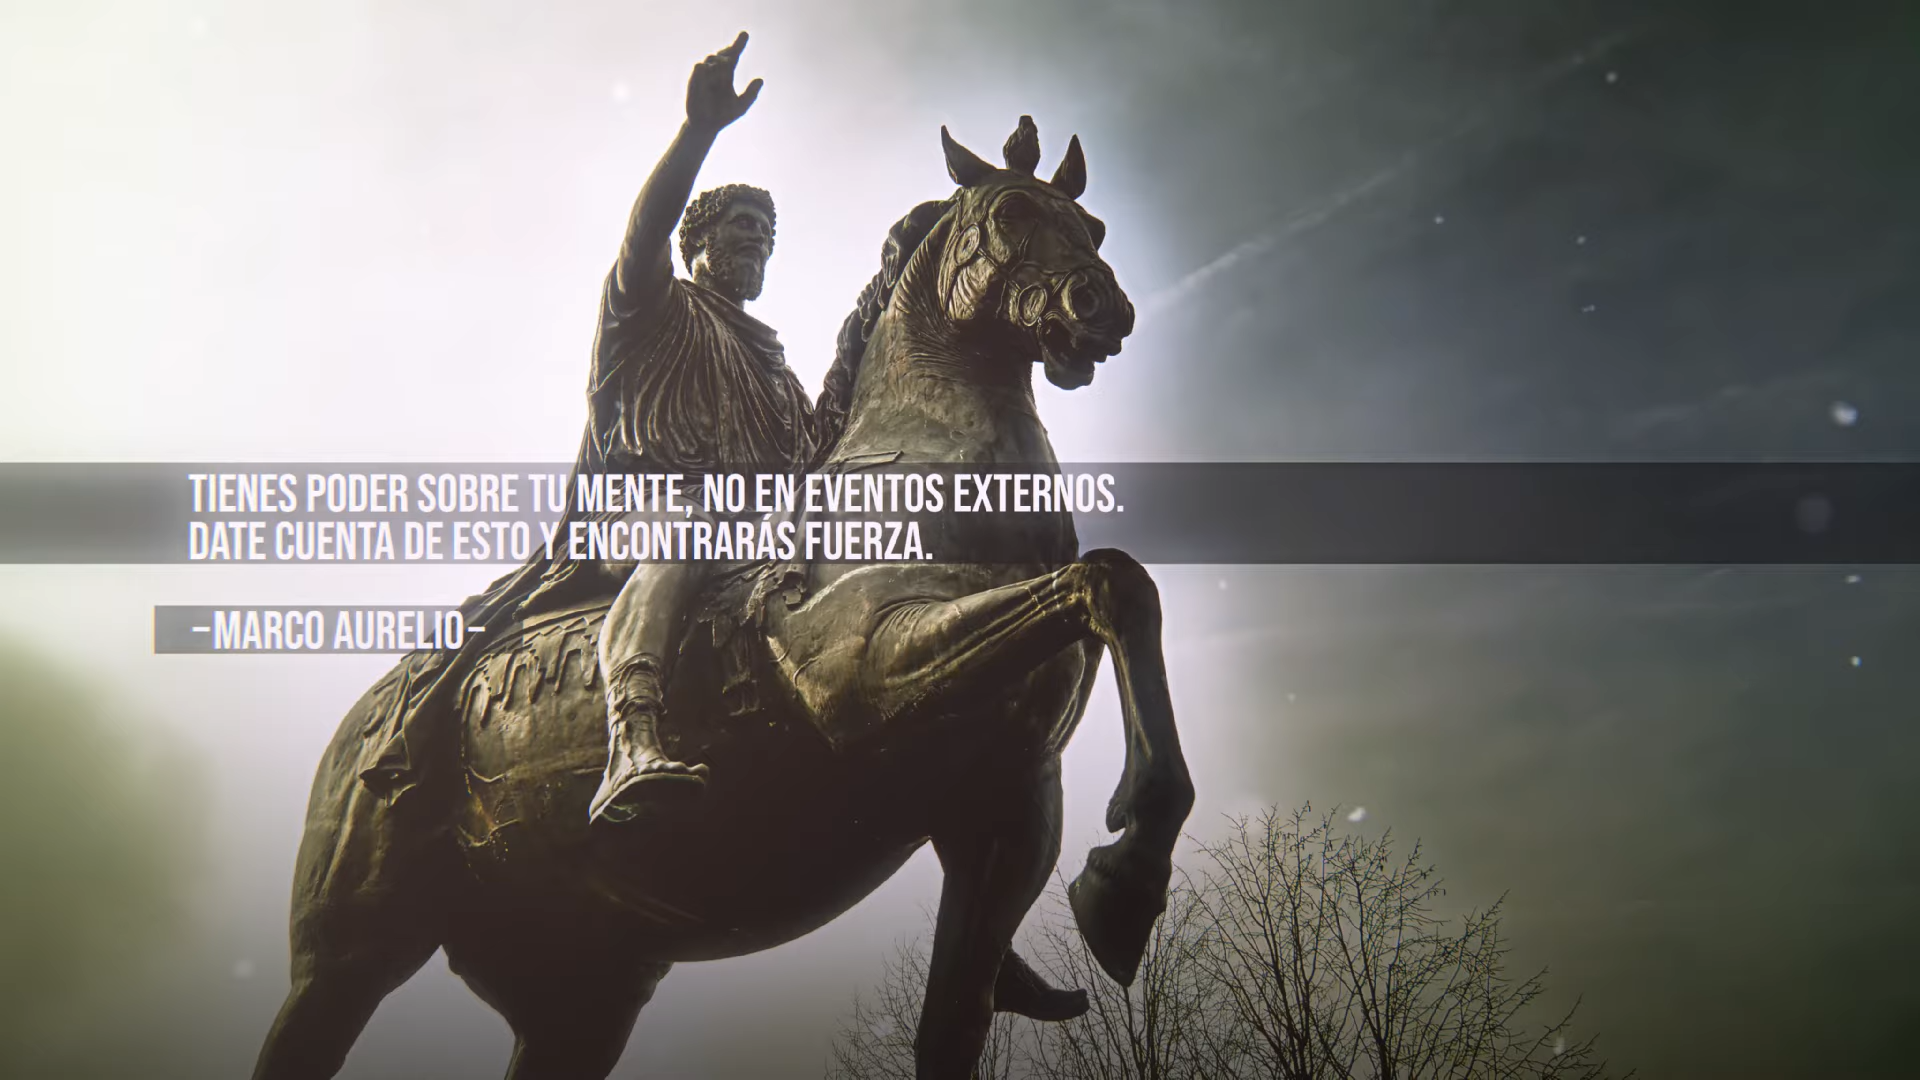 TIENES PODER SOBRE TU MENTE, NO EN EVENTOS EXTERNOS.
DATE CUENTA DE ESTO Y ENCONTRARÁS FUERZA.
-MARCO AURELIO-